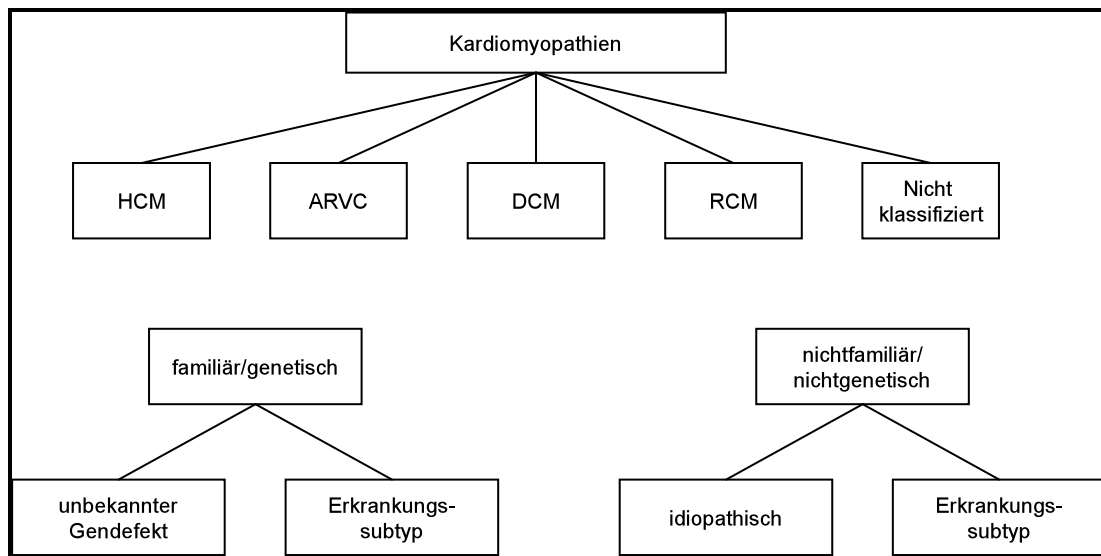 Kardiomyopathien
HCM
ARVC
DCM
RCM
Nicht
klassifiziert
familiär/genetisch
nichtfamiliär/
nichtgenetisch
unbekannter
Gendefekt
Erkrankungs-
subtyp
idiopathisch
Erkrankungs-
subtyp